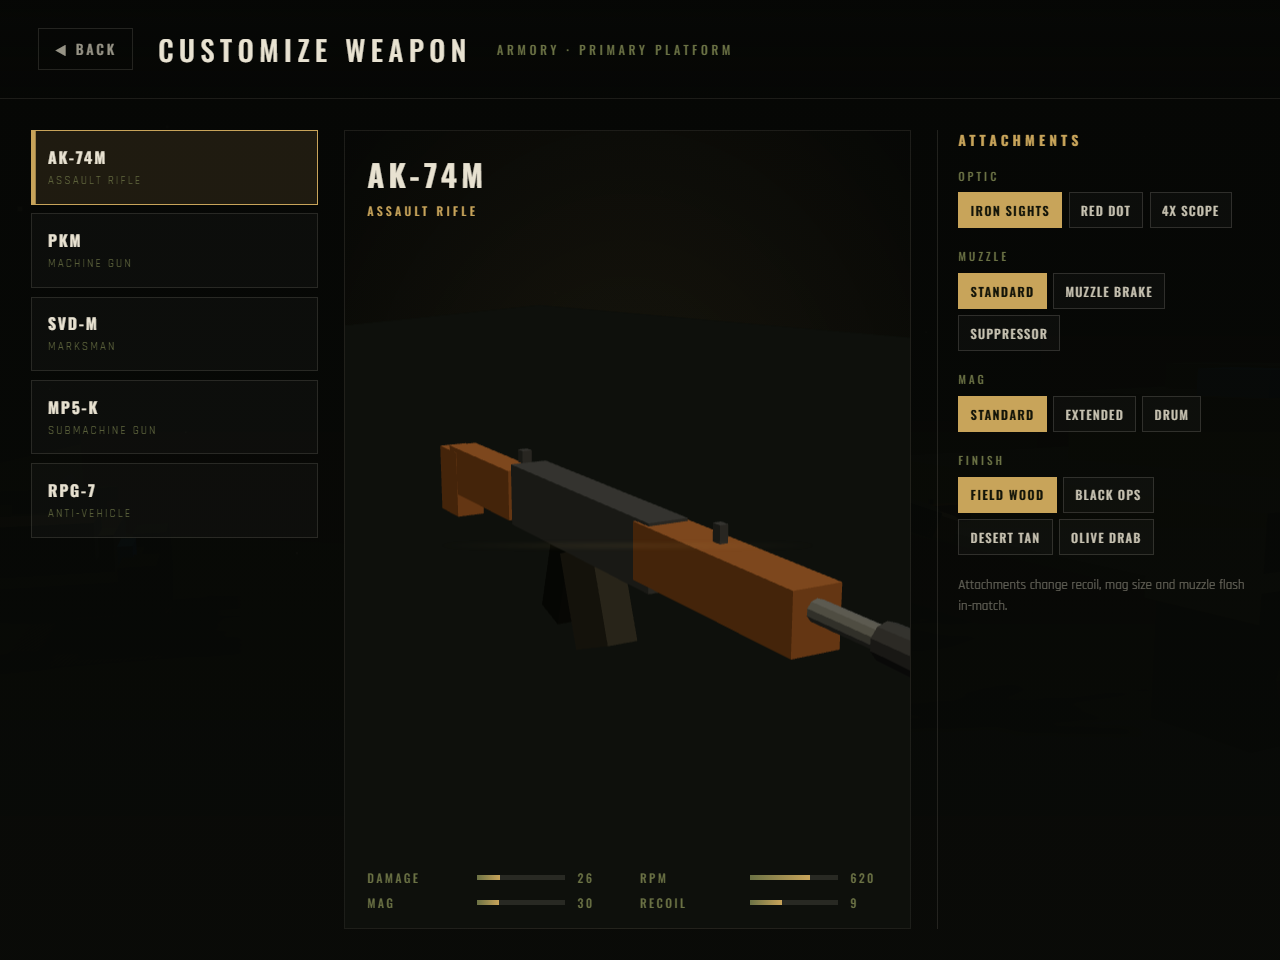 ◀ BACK
CUSTOMIZE WEAPON
ARMORY · PRIMARY PLATFORM
AK-74M
ASSAULT RIFLE
PKM
MACHINE GUN
SVD-M
MARKSMAN
MP5-K
SUBMACHINE GUN
RPG-7
ANTI-VEHICLE
AK-74M
ASSAULT RIFLE
DAMAGE 26 RPM 620
MAG 30 RECOIL 9
ATTACHMENTS
OPTIC
IRON SIGHTS RED DOT 4X SCOPE
MUZZLE
STANDARD MUZZLE BRAKE
SUPPRESSOR
MAG
STANDARD EXTENDED DRUM
FINISH
FIELD WOOD BLACK OPS
DESERT TAN OLIVE DRAB
Attachments change recoil, mag size and muzzle flash
in-match.